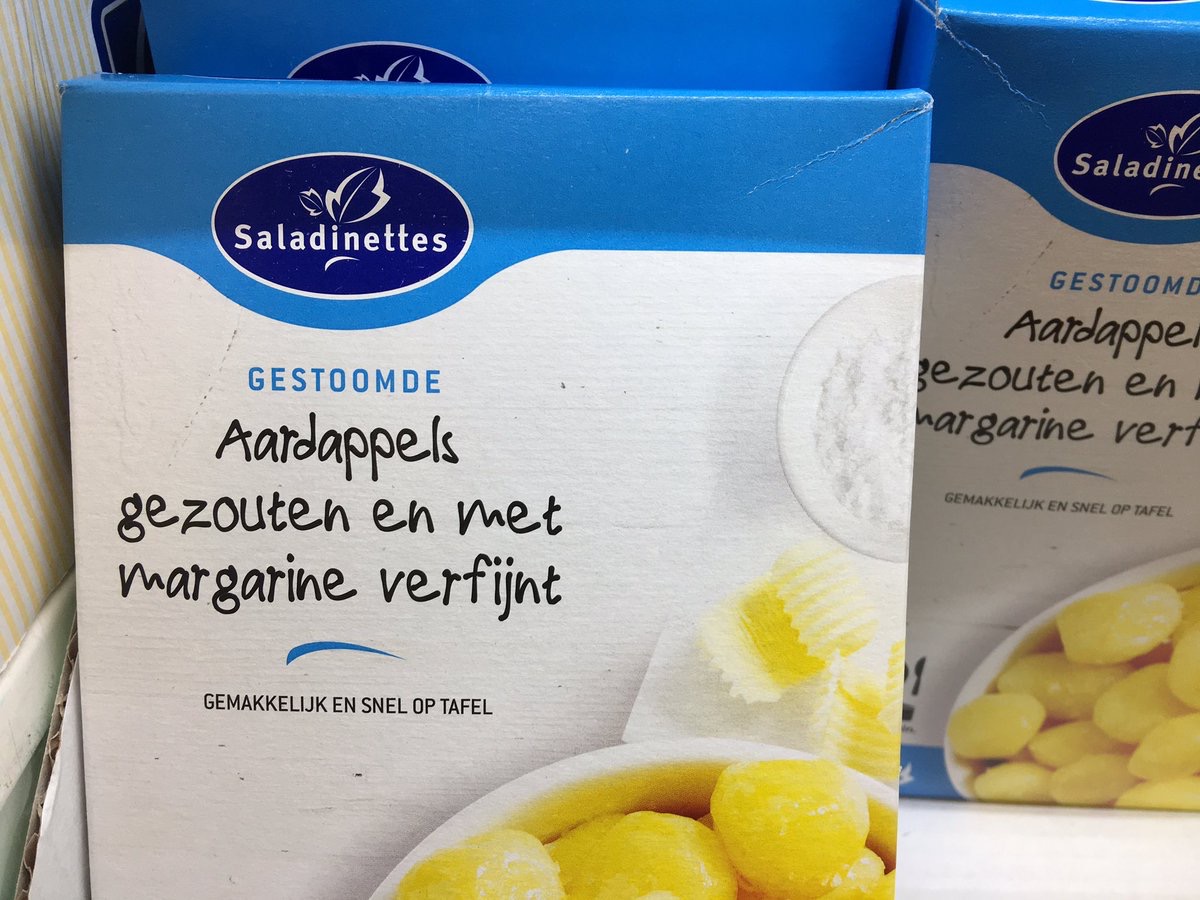 Saladinettes
GESTOOMDE
Aardappels
gezouten en met
margarine verfijnt
GEMAKKELIJK EN SNEL OP TAFEL
Saladine
GESTOOMD
Aardappel
gezouten en
margarine verf
GEMAKKELIJK EN SNEL OP TAFEL